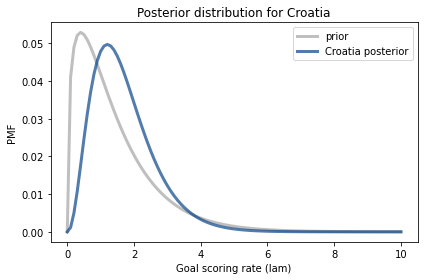 Posterior distribution for Croatia
prior
Croatia posterior
PMF
0.05
0.04
0.03
0.02
0.01
0.00
0
2
4
6
8
10
Goal scoring rate (lam)